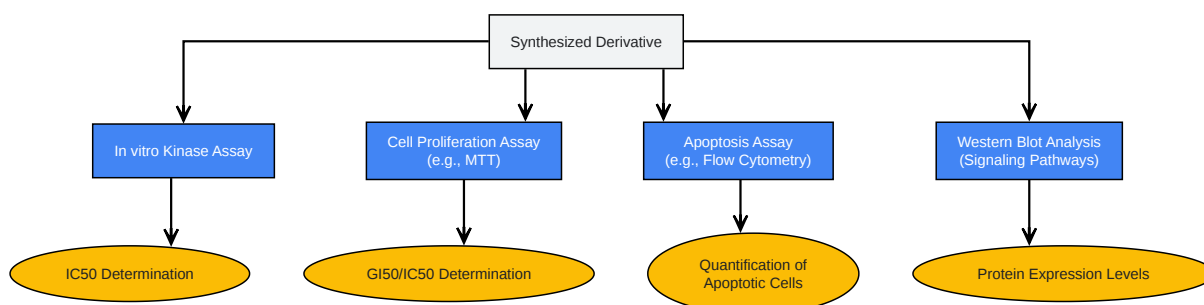 Synthesized Derivative
In vitro Kinase Assay
Cell Proliferation Assay
(e.g., MTT)
Apoptosis Assay
(e.g., Flow Cytometry)
Western Blot Analysis
(Signaling Pathways)
IC50 Determination
GI50/IC50 Determination
Quantification of
Apoptotic Cells
Protein Expression Levels